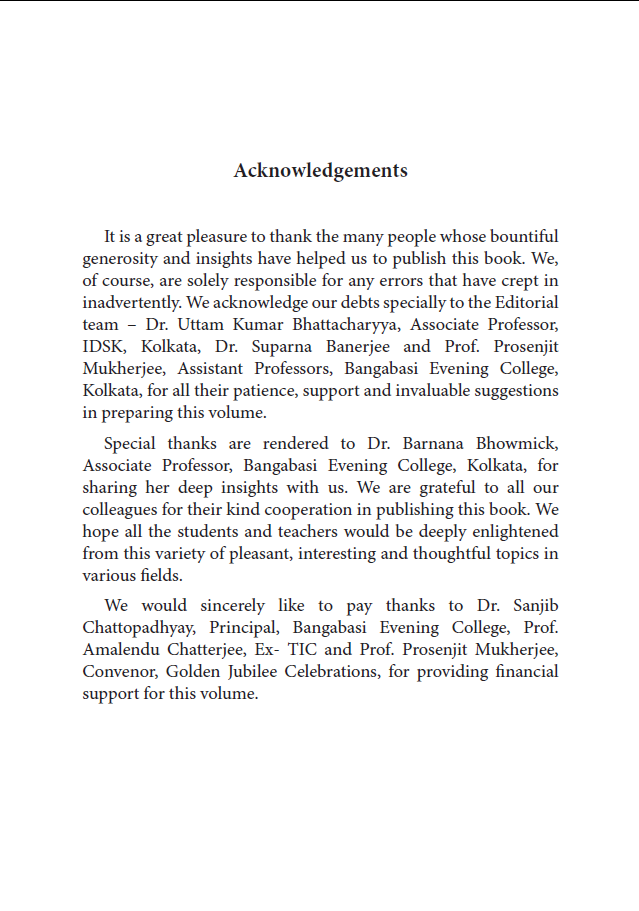 Acknowledgements
It is a great pleasure to thank the many people whose bountiful
generosity and insights have helped us to publish this book. We,
of course, are solely responsible for any errors that have crept in
inadvertently. We acknowledge our debts specially to the Editorial
team – Dr. Uttam Kumar Bhattacharyya, Associate Professor,
IDSK, Kolkata, Dr. Suparna Banerjee and Prof. Prosenjit
Mukherjee, Assistant Professors, Bangabasi Evening College,
Kolkata, for all their patience, support and invaluable suggestions
in preparing this volume.
Special thanks are rendered to Dr. Barnana Bhowmick,
Associate Professor, Bangabasi Evening College, Kolkata, for
sharing her deep insights with us. We are grateful to all our
colleagues for their kind cooperation in publishing this book. We
hope all the students and teachers would be deeply enlightened
from this variety of pleasant, interesting and thoughtful topics in
various fields.
We would sincerely like to pay thanks to Dr. Sanjib
Chattopadhyay, Principal, Bangabasi Evening College, Prof.
Amalendu Chatterjee, Ex- TIC and Prof. Prosenjit Mukherjee,
Convenor, Golden Jubilee Celebrations, for providing financial
support for this volume.